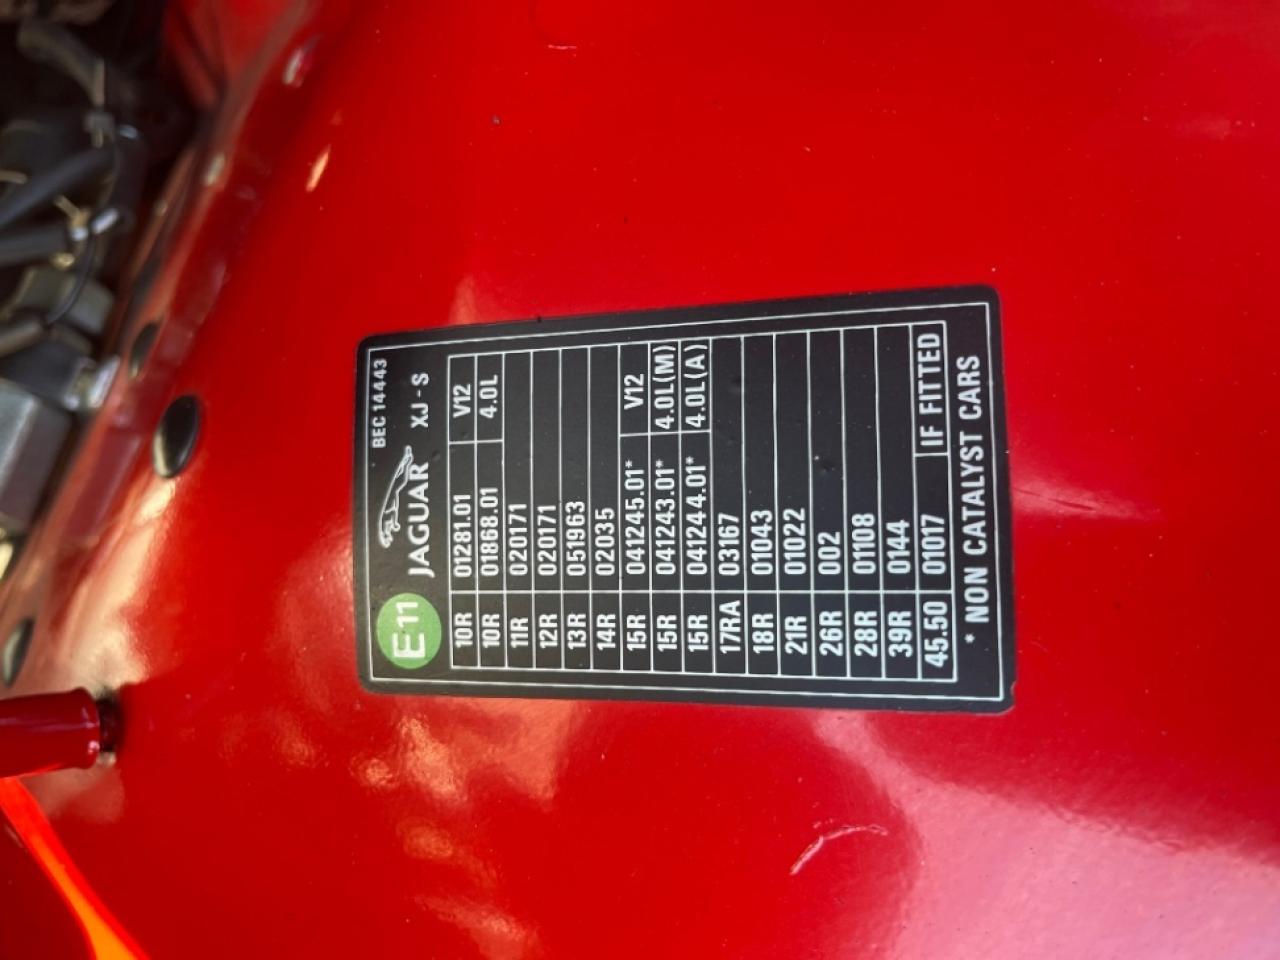 BEC 14443
E11 JAGUAR XJ-S
10R 01281.01 V12
10R 01868.01 4.0L
11R 020171
12R 020171
13R 051963
14R 02035
15R 041245.01* V12
15R 041243.01* 4.0L(M)
15R 041244.01* 4.0L(A)
17RA 03167
18R 01043
21R 01022
26R 002
28R 01108
39R 0144
45.50 01017 IF FITTED
* NON CATALYST CARS